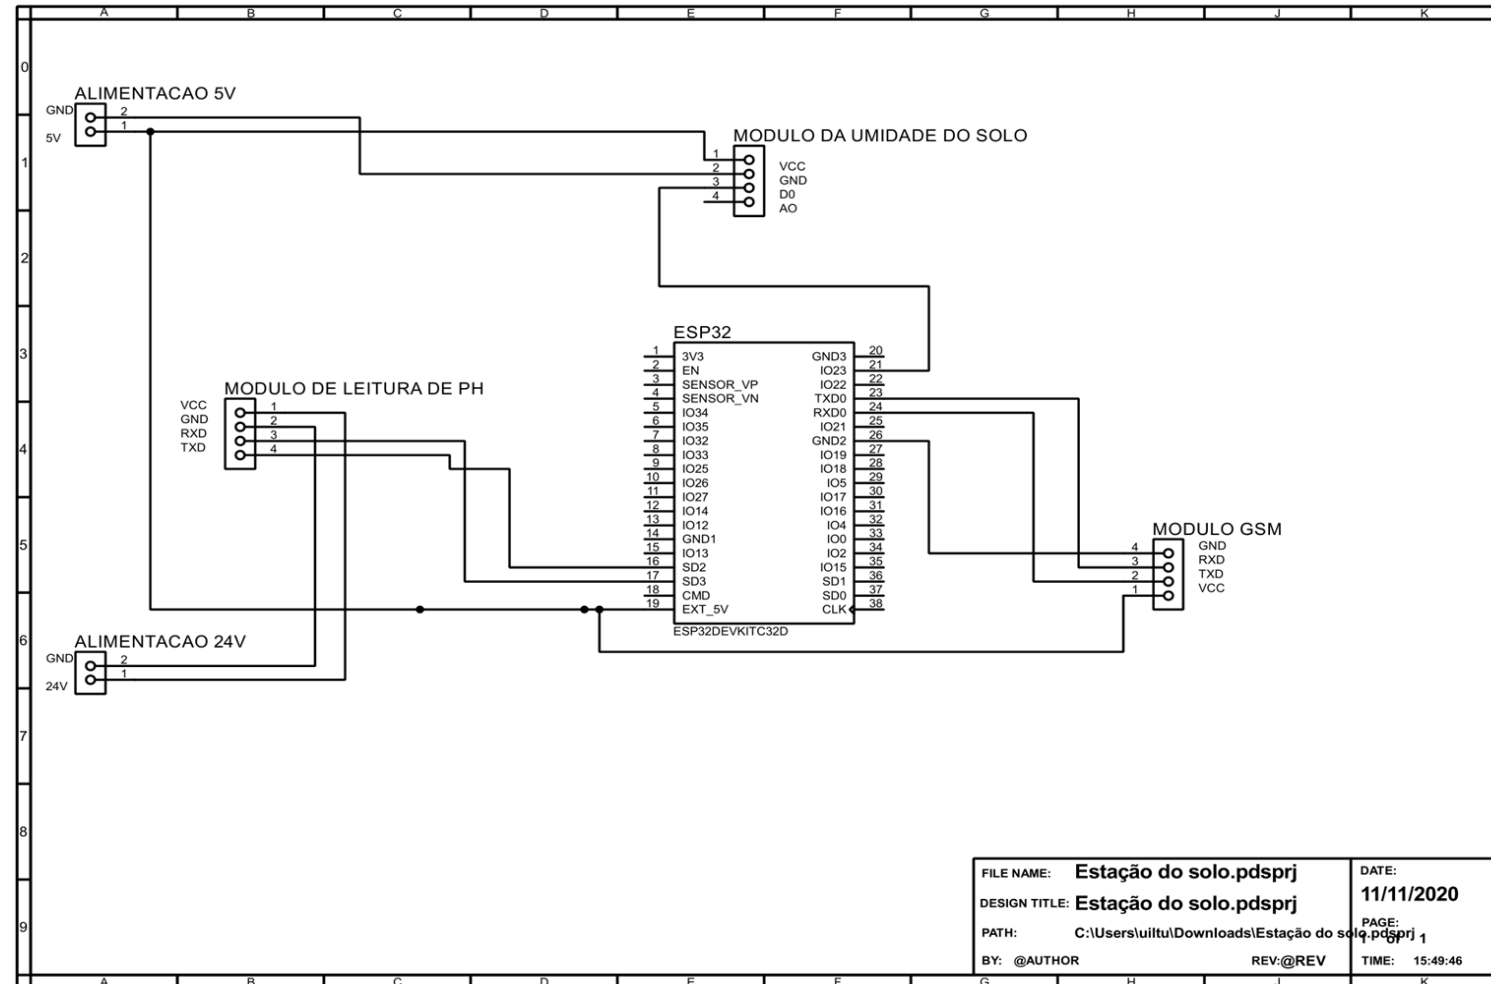 A B C D E F G H J K
0
ALIMENTACAO 5V
GND 2
5V 1
MODULO DA UMIDADE DO SOLO
1
1 VCC
2 GND
3 D0
4 AO
2
ESP32
3
1 3V3 GND3 20
2 EN IO23 21
3 SENSOR_VP IO22 22
4 SENSOR_VN TXD0 23
5 IO34 RXD0 24
6 IO35 IO21 25
7 IO32 GND2 26
8 IO33 IO19 27
9 IO25 IO18 28
10 IO26 IO5 29
11 IO27 IO17 30
12 IO14 IO16 31
13 IO12 IO4 32
14 GND1 IO0 33
15 IO13 IO2 34
16 SD2 IO15 35
17 SD3 SD1 36
18 CMD SD0 37
19 EXT_5V CLK 38
ESP32DEVKITC32D
MODULO DE LEITURA DE PH
VCC 1
GND 2
RXD 3
TXD 4
4
5
MODULO GSM
4 GND
3 RXD
2 TXD
1 VCC
6
ALIMENTACAO 24V
GND 2
24V 1
7
8
9
FILE NAME: Estação do solo.pdsprj
DESIGN TITLE: Estação do solo.pdsprj
PATH: C:\Users\uiltu\Downloads\Estação do solo.pdsprj
BY: @AUTHOR REV:@REV
DATE:
11/11/2020
PAGE:
1 of 1
TIME: 15:49:46
A B C D E F G H J K